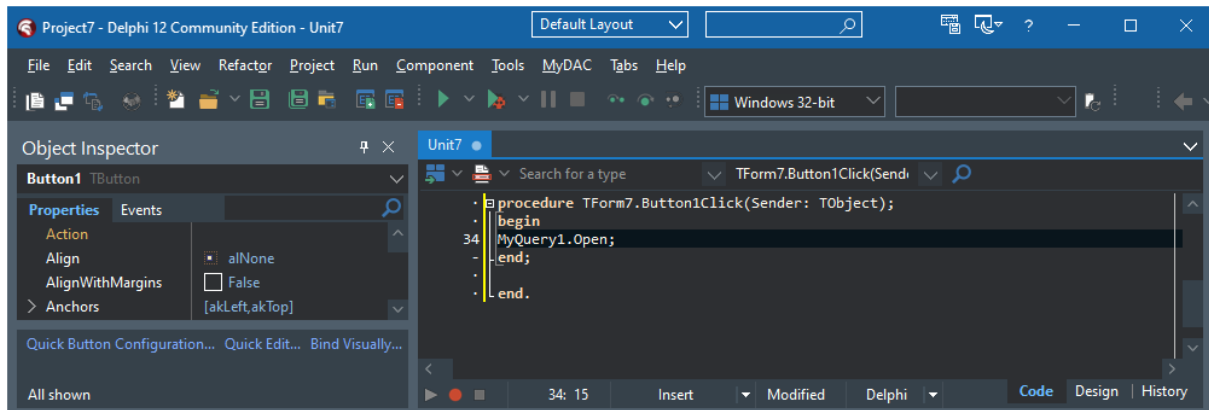 Project7 - Delphi 12 Community Edition - Unit7
Default Layout
?
File Edit Search View Refactor Project Run Component Tools MyDAC Tabs Help
Windows 32-bit
Object Inspector
Button1 TButton
Properties Events
Action
Align alNone
AlignWithMargins False
Anchors [akLeft,akTop]
Quick Button Configuration... Quick Edit... Bind Visually...
All shown
Unit7
Search for a type TForm7.Button1Click(Sende
procedure TForm7.Button1Click(Sender: TObject);
begin
34 MyQuery1.Open;
end;
end.
34: 15 Insert Modified Delphi Code Design History